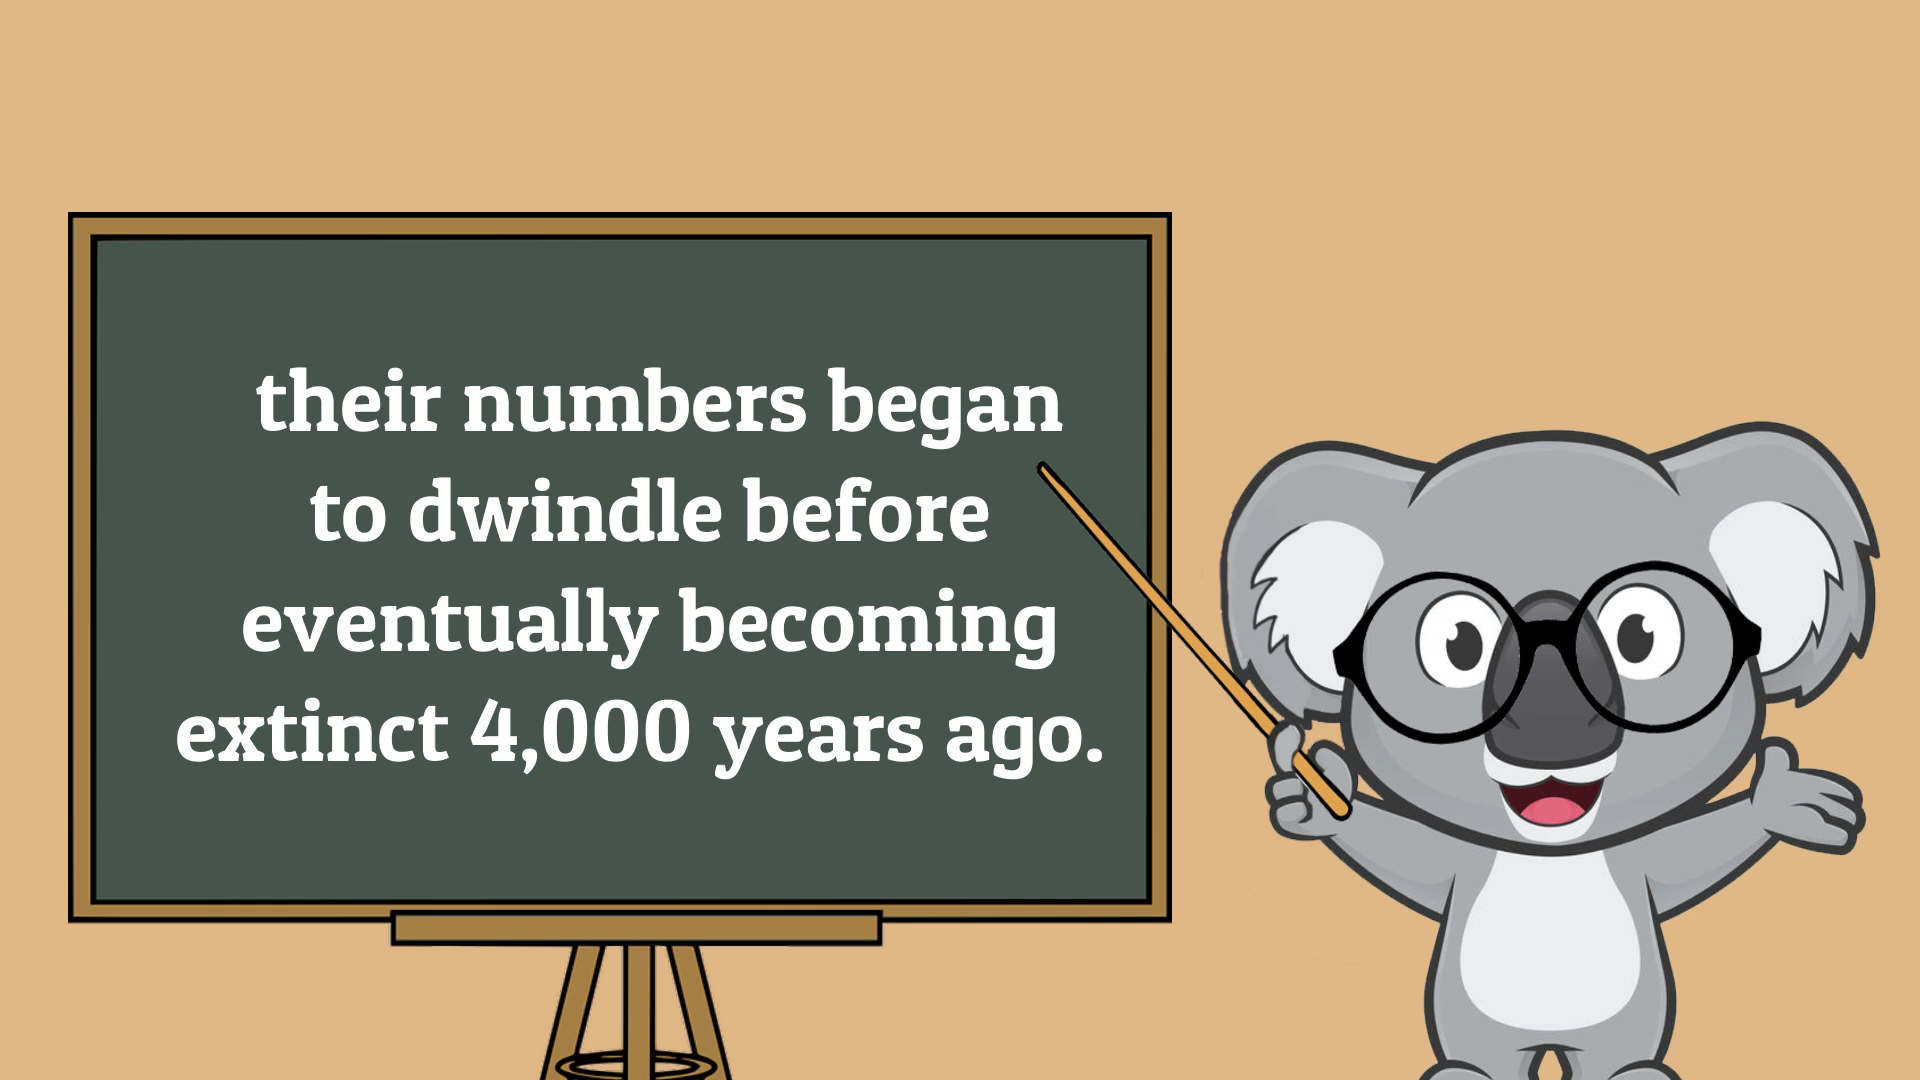 their numbers began
to dwindle before
eventually becoming
extinct 4,000 years ago.